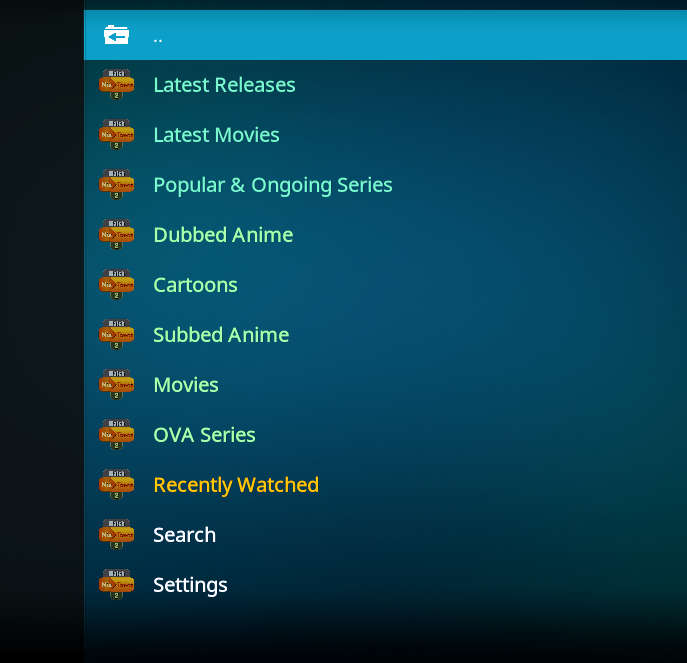 ..
Latest Releases
Latest Movies
Popular & Ongoing Series
Dubbed Anime
Cartoons
Subbed Anime
Movies
OVA Series
Recently Watched
Search
Settings